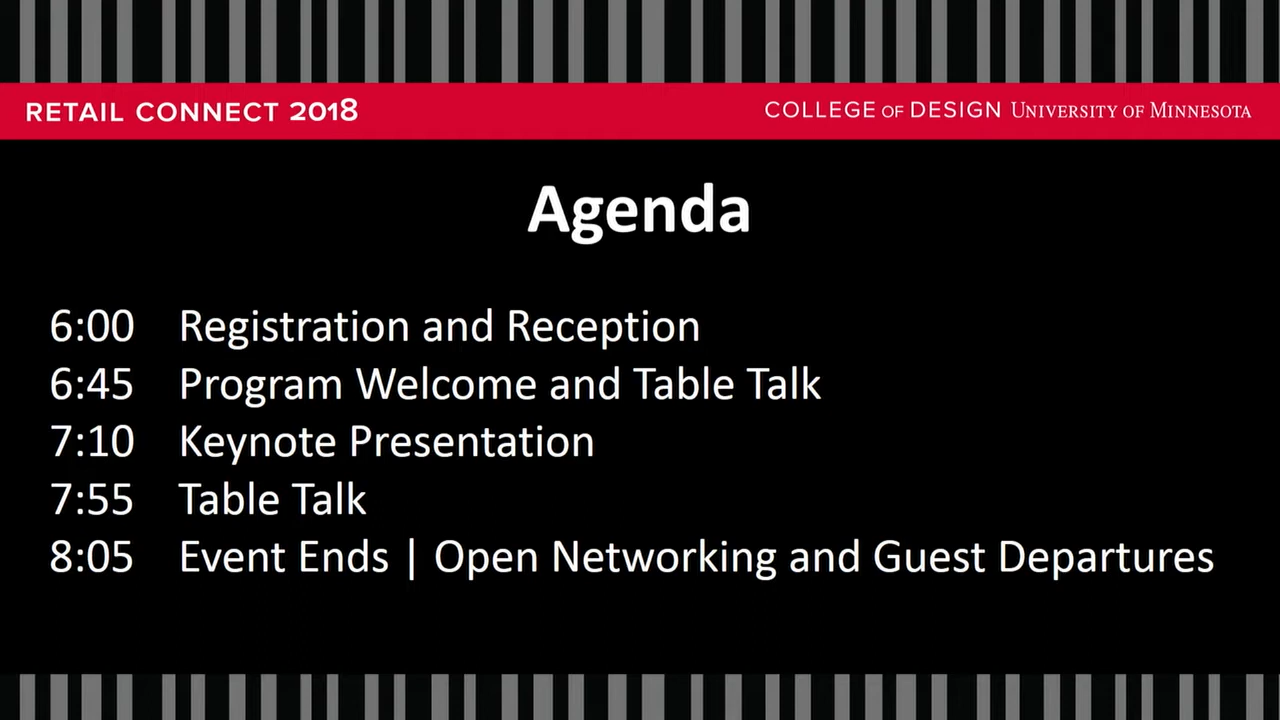 RETAIL CONNECT 2018
COLLEGE OF DESIGN UNIVERSITY OF MINNESOTA
Agenda
6:00 Registration and Reception
6:45 Program Welcome and Table Talk
7:10 Keynote Presentation
7:55 Table Talk
8:05 Event Ends | Open Networking and Guest Departures